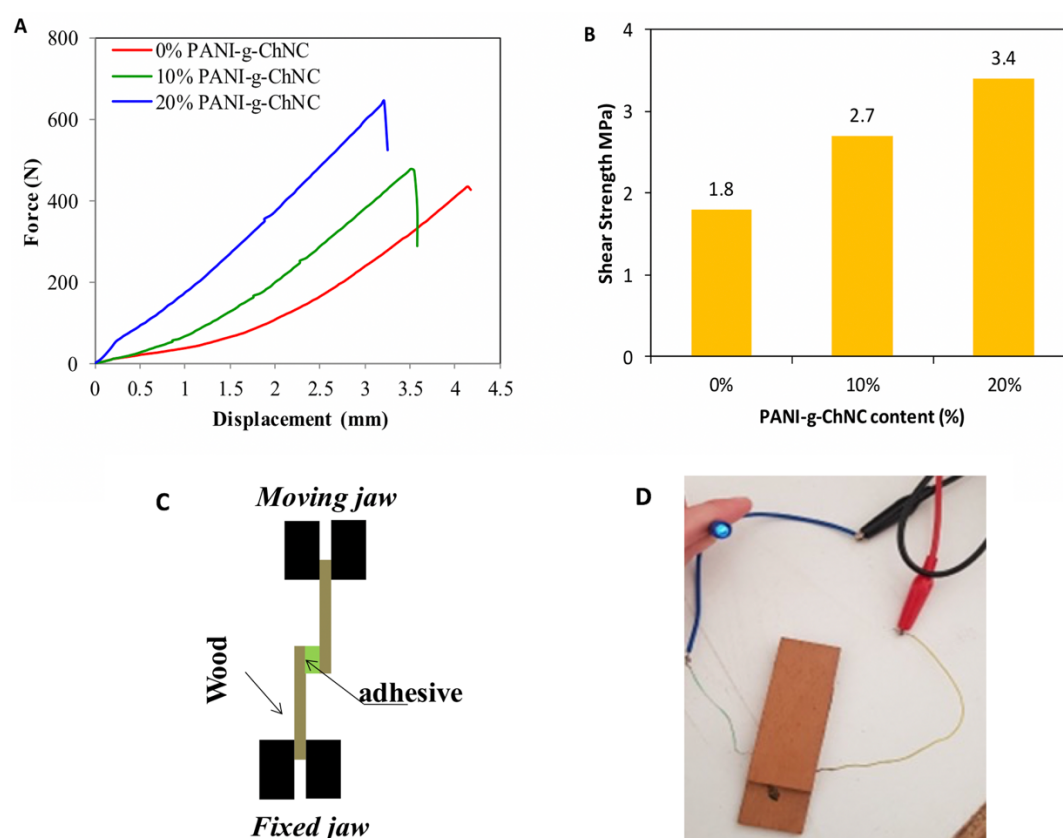 A
800
600
400
200
0
Force (N)
0% PANI-g-ChNC
10% PANI-g-ChNC
20% PANI-g-ChNC
0 0.5 1 1.5 2 2.5 3 3.5 4 4.5
Displacement (mm)
B
4
3
2
1
0
Shear Strength MPa
1.8
2.7
3.4
0% 10% 20%
PANI-g-ChNC content (%)
C
Moving jaw
Wood
adhesive
Fixed jaw
D